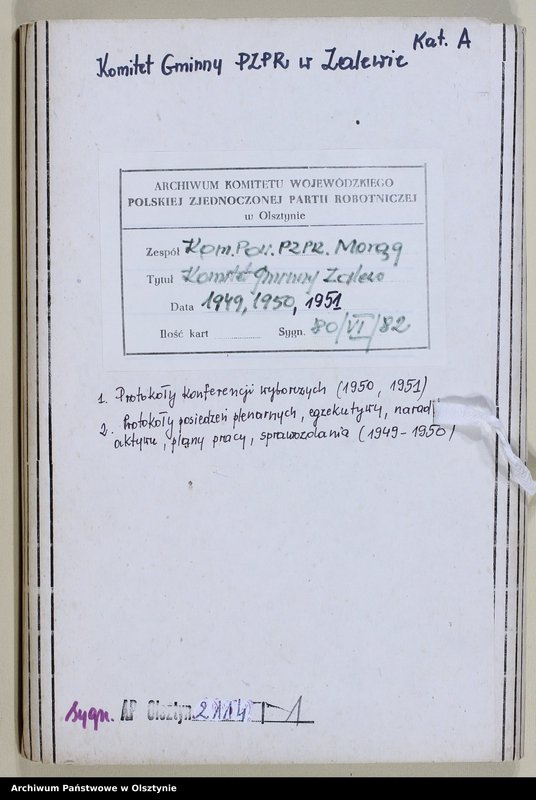 Kat. A
Komitet Gminny PZPR w Zalewie
ARCHIWUM KOMITETU WOJEWÓDZKIEGO
POLSKIEJ ZJEDNOCZONEJ PARTII ROBOTNICZEJ
w Olsztynie
Zespół Kom. Pow. PZPR. Morąg
Tytuł Komitet Gminny Zalewo
Data 1949, 1950, 1951
Ilość kart Sygn. 80/VI/82
1. Protokoły konferencji wyborczych (1950, 1951)
2. Protokoły posiedzeń plenarnych, egzekutywy, narad
aktywu, plany pracy, sprawozdania (1949-1950)
Sygn. AP Olsztyn 2114 1
Archiwum Państwowe w Olsztynie